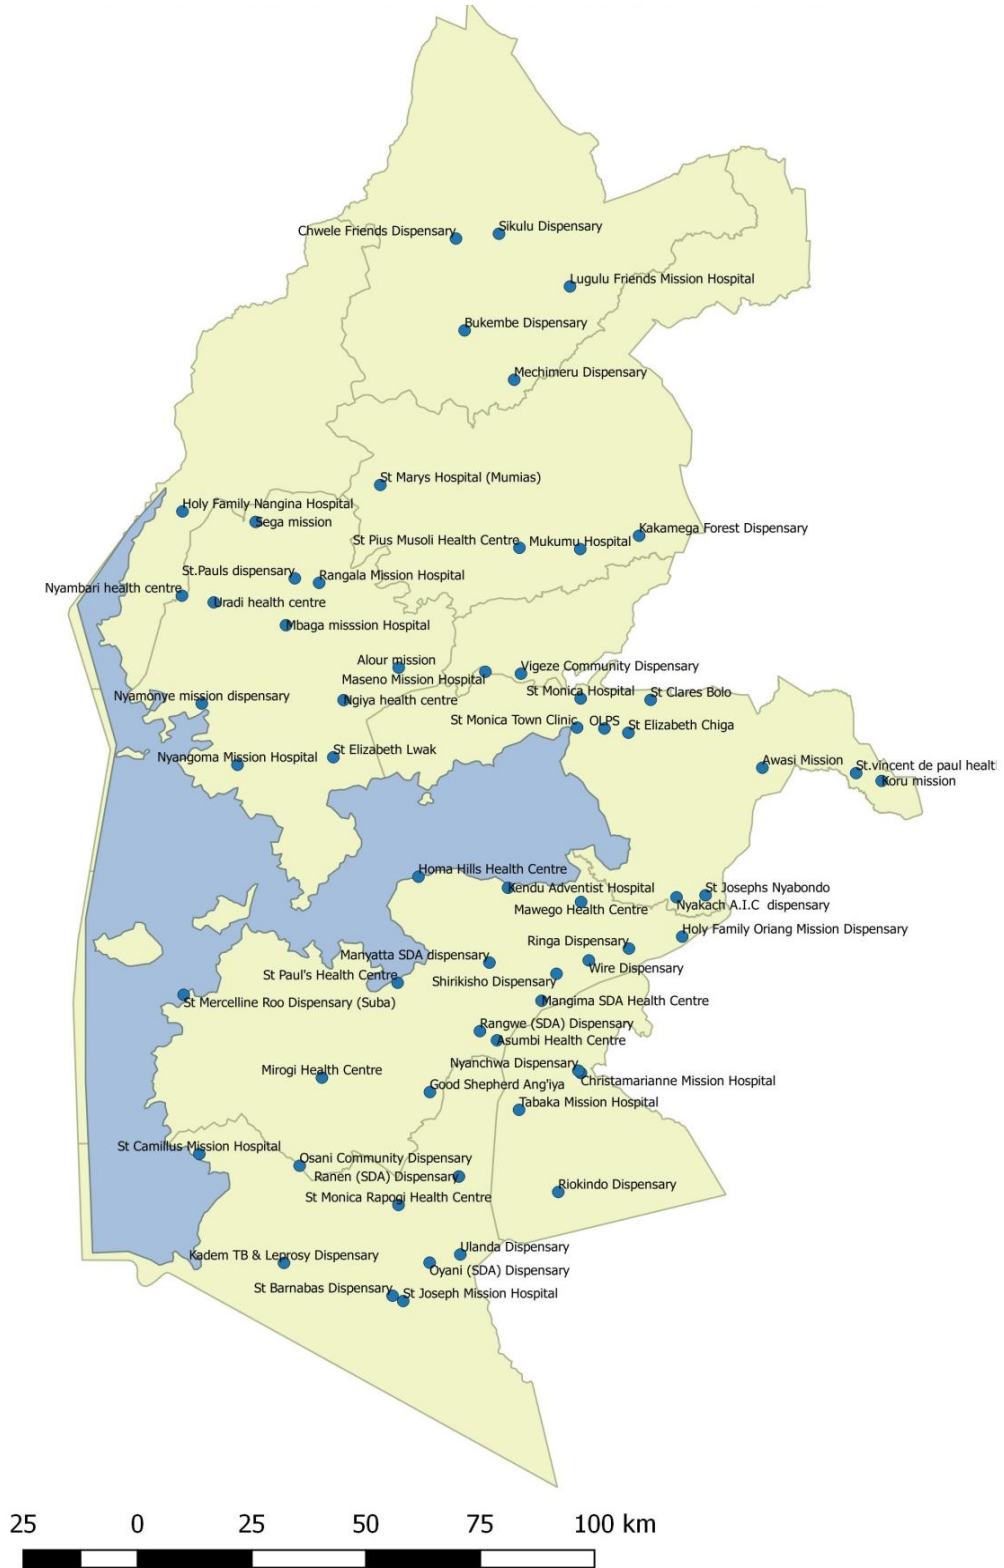 Sikulu Dispensary
Chwele Friends Dispensary
Lugulu Friends Mission Hospital
Bukembe Dispensary
Mechimeru Dispensary
St Marys Hospital (Mumias)
Holy Family Nangina Hospital
Sega mission
Kakamega Forest Dispensary
St Pius Musoli Health Centre
Mukumu Hospital
St.Pauls dispensary
Rangala Mission Hospital
Nyambari health centre
Uradi health centre
Mbaga misssion Hospital
Alour mission
Vigeze Community Dispensary
Maseno Mission Hospital
St Monica Hospital
St Clares Bolo
Nyamonye mission dispensary
Ngiya health centre
St Monica Town Clinic
OLPS
St Elizabeth Chiga
St Elizabeth Lwak
Nyangoma Mission Hospital
Awasi Mission
St.vincent de paul healt
Koru mission
Homa Hills Health Centre
Kendu Adventist Hospital
St Josephs Nyabondo
Mawego Health Centre
Nyakach A.I.C dispensary
Holy Family Oriang Mission Dispensary
Ringa Dispensary
Manyatta SDA dispensary
Wire Dispensary
St Paul's Health Centre
Shirikisho Dispensary
St Mercelline Roo Dispensary (Suba)
Mangima SDA Health Centre
Rangwe (SDA) Dispensary
Asumbi Health Centre
Nyanchwa Dispensary
Mirogi Health Centre
Christamarianne Mission Hospital
Good Shepherd Ang'iya
Tabaka Mission Hospital
St Camillus Mission Hospital
Osani Community Dispensary
Ranen (SDA) Dispensary
Riokindo Dispensary
St Monica Rapogi Health Centre
Ulanda Dispensary
Kadem TB & Leprosy Dispensary
Oyani (SDA) Dispensary
St Barnabas Dispensary
St Joseph Mission Hospital
25 0 25 50 75 100 km